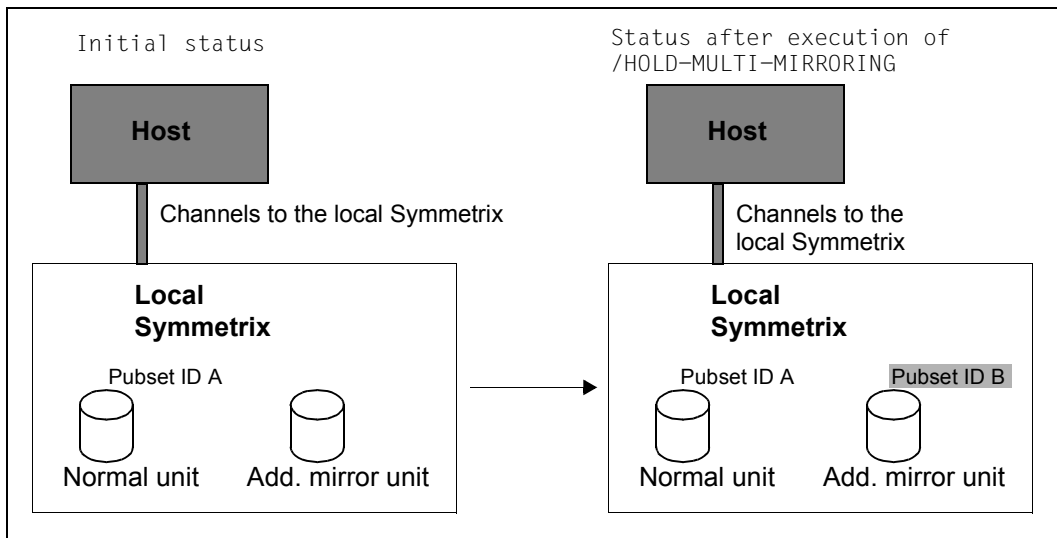 Initial status
Host
Channels to the local Symmetrix
Local
Symmetrix
Pubset ID A
Normal unit
Add. mirror unit
Status after execution of
/HOLD-MULTI-MIRRORING
Host
Channels to the
local Symmetrix
Local
Symmetrix
Pubset ID A
Pubset ID B
Normal unit
Add. mirror unit